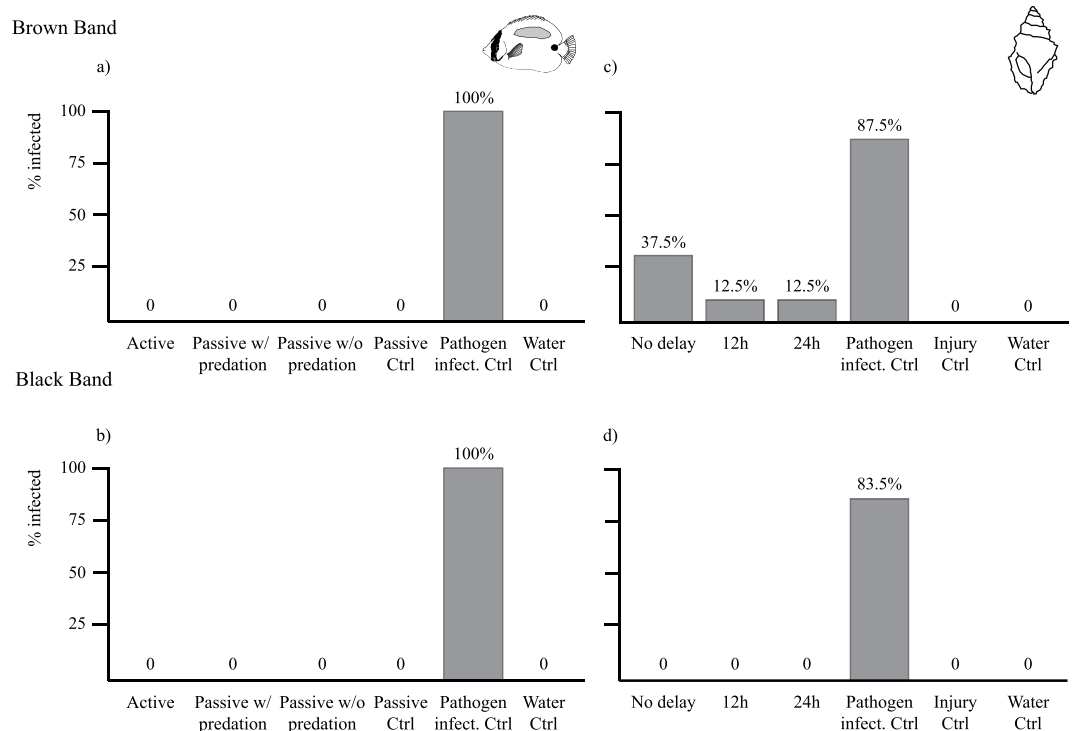 Brown Band
a)
% infected
100
75
50
25
0
0
0
0
100%
0
Active
Passive w/
predation
Passive w/o
predation
Passive
Ctrl
Pathogen
infect. Ctrl
Water
Ctrl
c)
37.5%
12.5%
12.5%
87.5%
0
0
No delay
12h
24h
Pathogen
infect. Ctrl
Injury
Ctrl
Water
Ctrl
Black Band
b)
% infected
100
75
50
25
0
0
0
0
100%
0
Active
Passive w/
predation
Passive w/o
predation
Passive
Ctrl
Pathogen
infect. Ctrl
Water
Ctrl
d)
0
0
0
83.5%
0
0
No delay
12h
24h
Pathogen
infect. Ctrl
Injury
Ctrl
Water
Ctrl